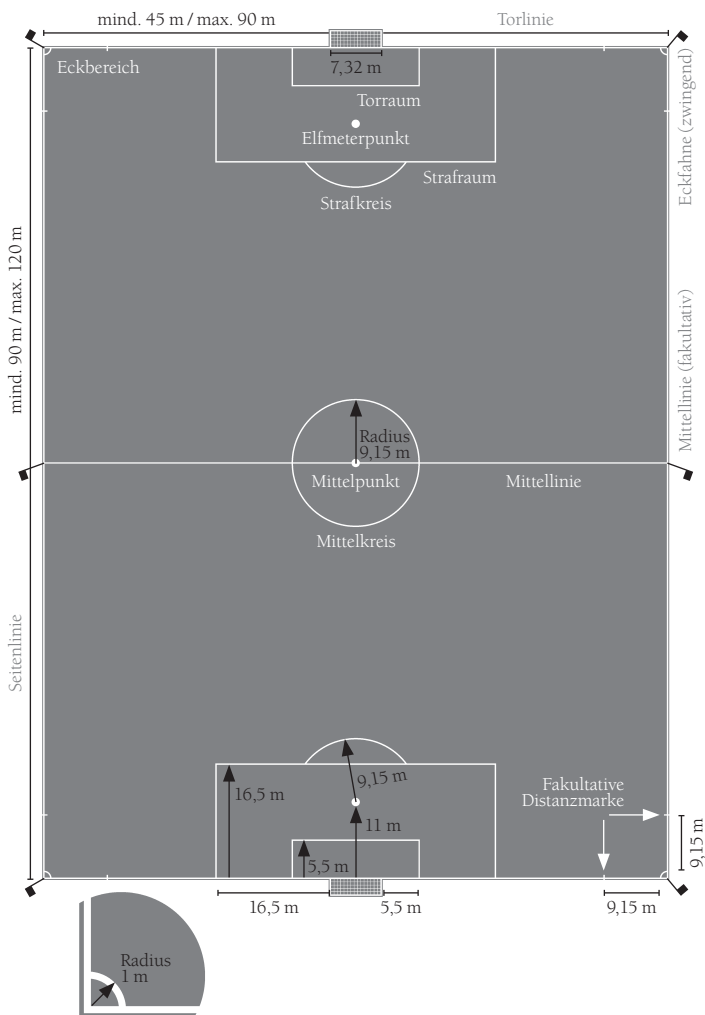 mind. 45 m / max. 90 m
Torlinie
Eckbereich
7,32 m
Torraum
Elfmeterpunkt
Strafraum
Strafkreis
Eckfahne (zwingend)
mind. 90 m / max. 120 m
Mittellinie (fakultativ)
Radius
9,15 m
Mittelpunkt
Mittellinie
Mittelkreis
Seitenlinie
9,15 m
16,5 m
11 m
5,5 m
Fakultative
Distanzmarke
9,15 m
16,5 m
5,5 m
9,15 m
Radius
1 m